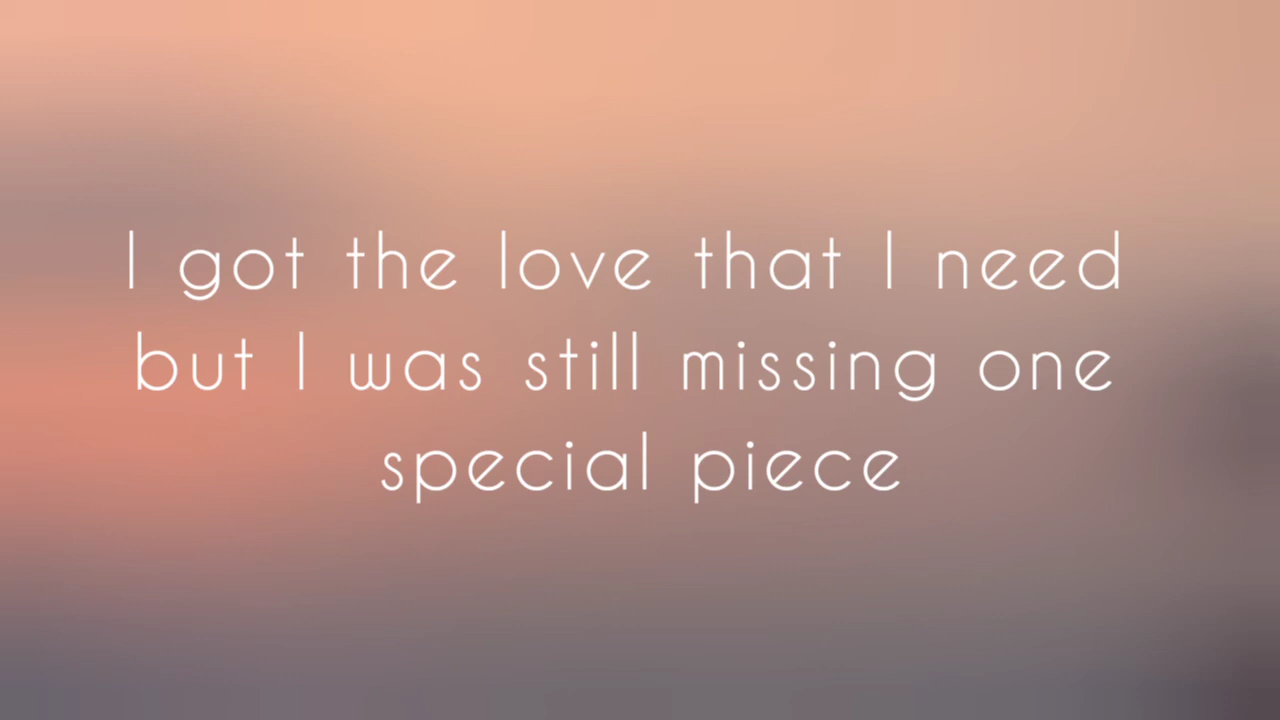 I got the love that I need
but I was still missing one
special piece